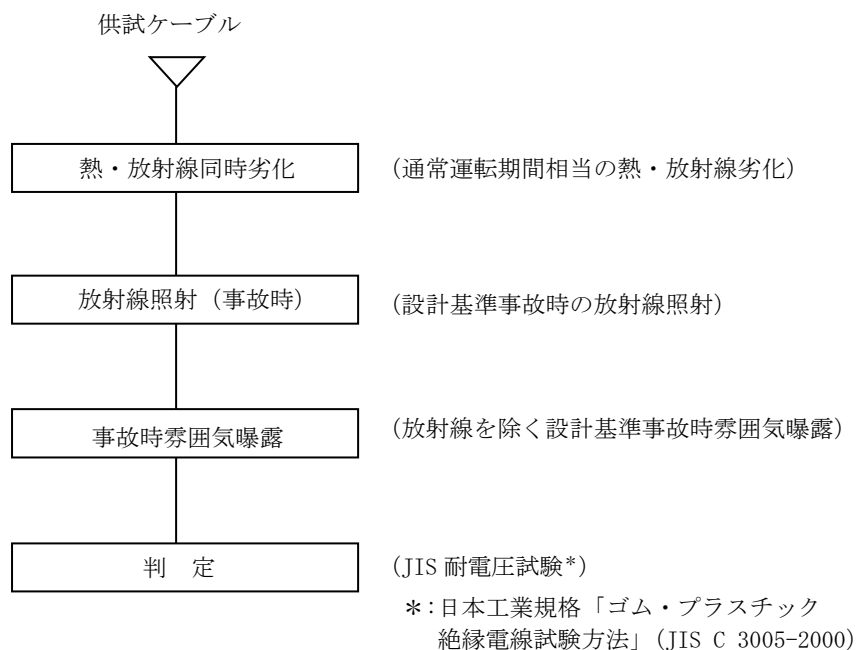 供試ケーブル
熱・放射線同時劣化 (通常運転期間相当の熱・放射線劣化)
放射線照射(事故時) (設計基準事故時の放射線照射)
事故時雰囲気曝露 (放射線を除く設計基準事故時雰囲気曝露)
判 定 (JIS 耐電圧試験*)
*:日本工業規格「ゴム・プラスチック
絶縁電線試験方法」(JIS C 3005-2000)